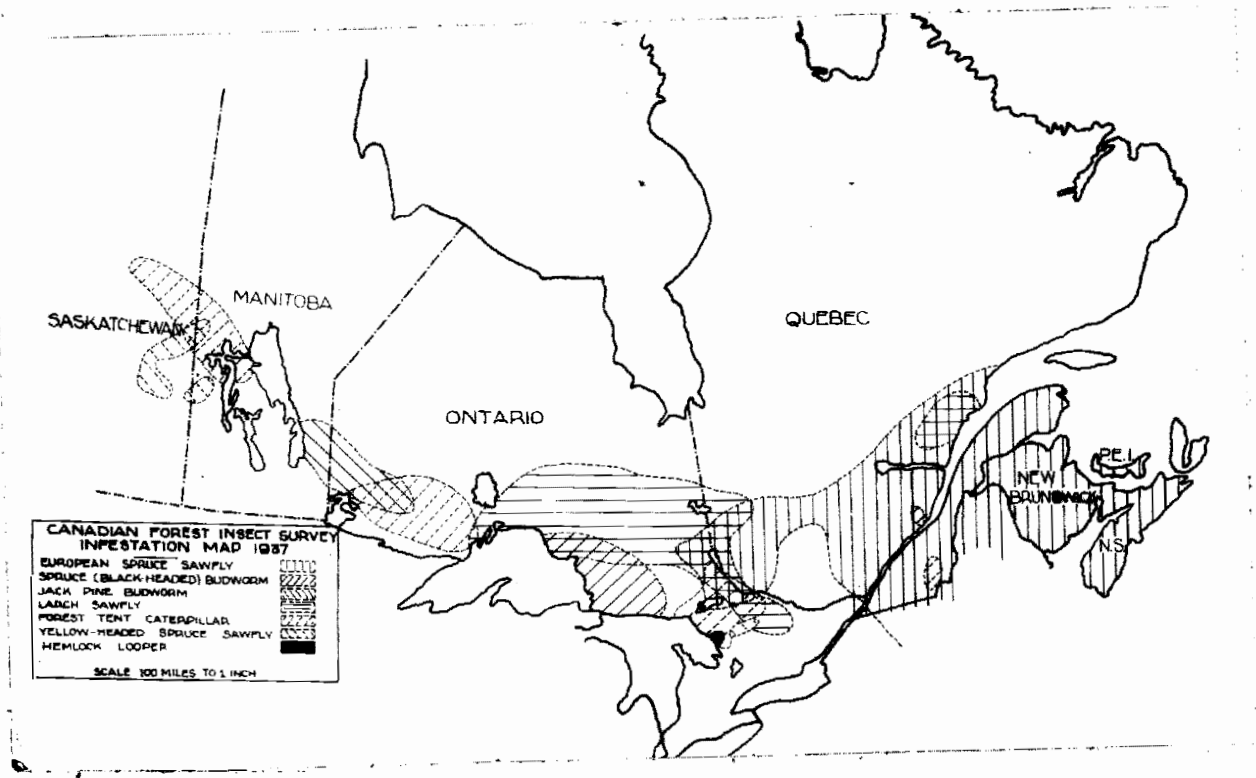 MANITOBA
SASKATCHEWAN
QUEBEC
ONTARIO
P.E.I.
NEW
BRUNSWICK
N.S.
CANADIAN FOREST INSECT SURVEY
INFESTATION MAP 1937
EUROPEAN SPRUCE SAWFLY
SPRUCE (BLACK-HEADED) BUDWORM
JACK PINE BUDWORM
LARCH SAWFLY
FOREST TENT CATERPILLAR
YELLOW-HEADED SPRUCE SAWFLY
HEMLOCK LOOPER
SCALE 100 MILES TO 1 INCH